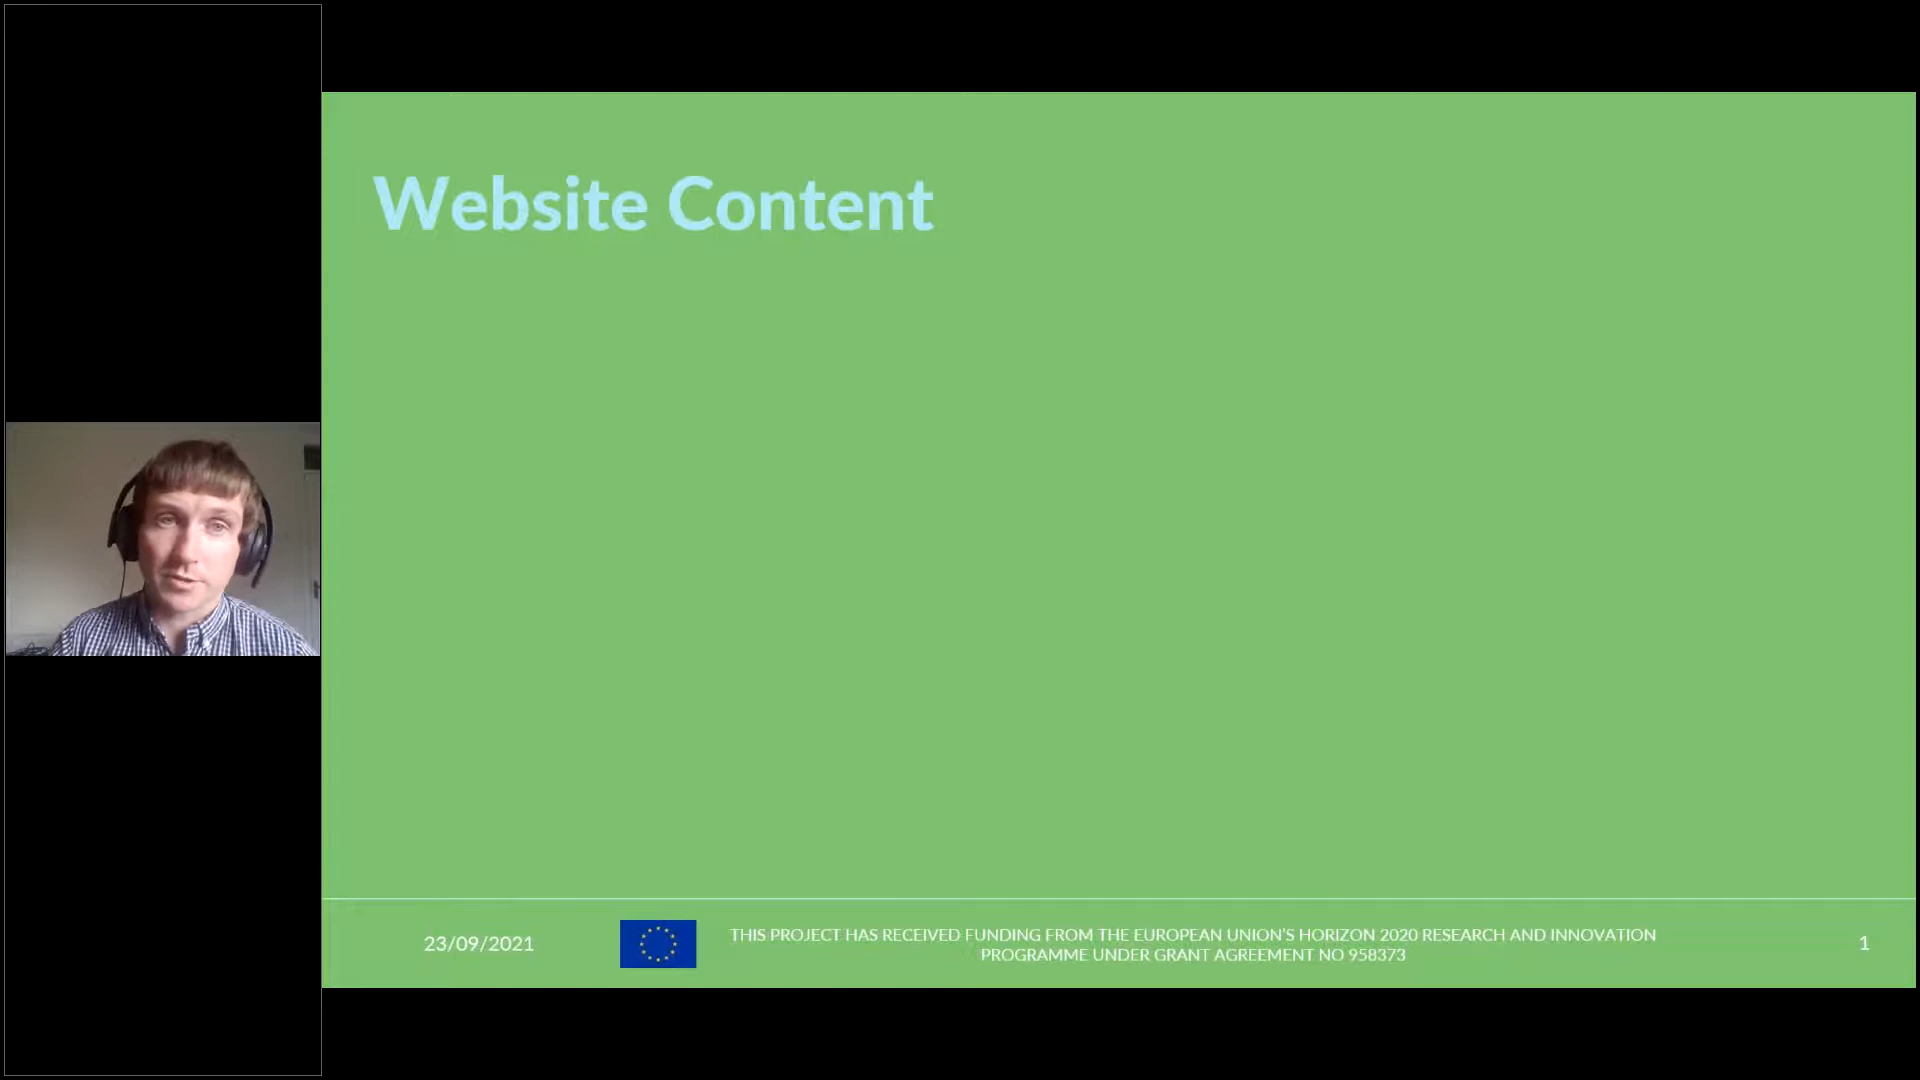 Website Content
23/09/2021
THIS PROJECT HAS RECEIVED FUNDING FROM THE EUROPEAN UNION'S HORIZON 2020 RESEARCH AND INNOVATION
PROGRAMME UNDER GRANT AGREEMENT NO 958373
1